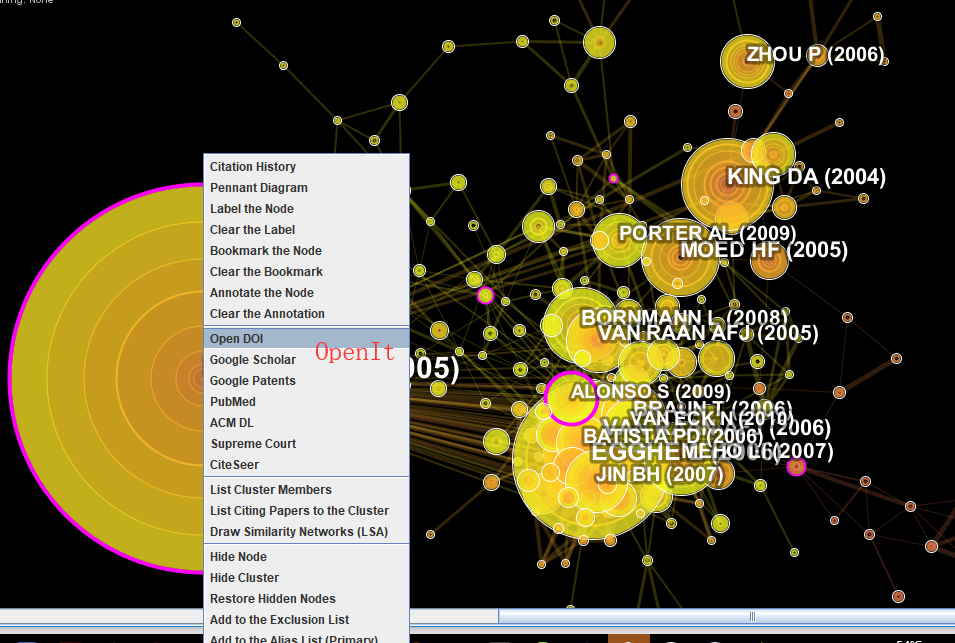 None
ZHOU P (2006)
KING DA (2004)
PORTER AL (2009)
MOED HF (2005)
BORNMANN L (2008)
VAN RAAN AFJ (2005)
005)
ALONSO S (2009)
BRAUN T (2006)
VAN ECK N (2010)
(2006)
BATISTA PD (2006)
EGGHE
MEHO LI (2007)
JIN BH (2007)
Citation History
Pennant Diagram
Label the Node
Clear the Label
Bookmark the Node
Clear the Bookmark
Annotate the Node
Clear the Annotation
Open DOI
OpenIt
Google Scholar
Google Patents
PubMed
ACM DL
Supreme Court
CiteSeer
List Cluster Members
List Citing Papers to the Cluster
Draw Similarity Networks (LSA)
Hide Node
Hide Cluster
Restore Hidden Nodes
Add to the Exclusion List
Add to the Alias List (Primary)